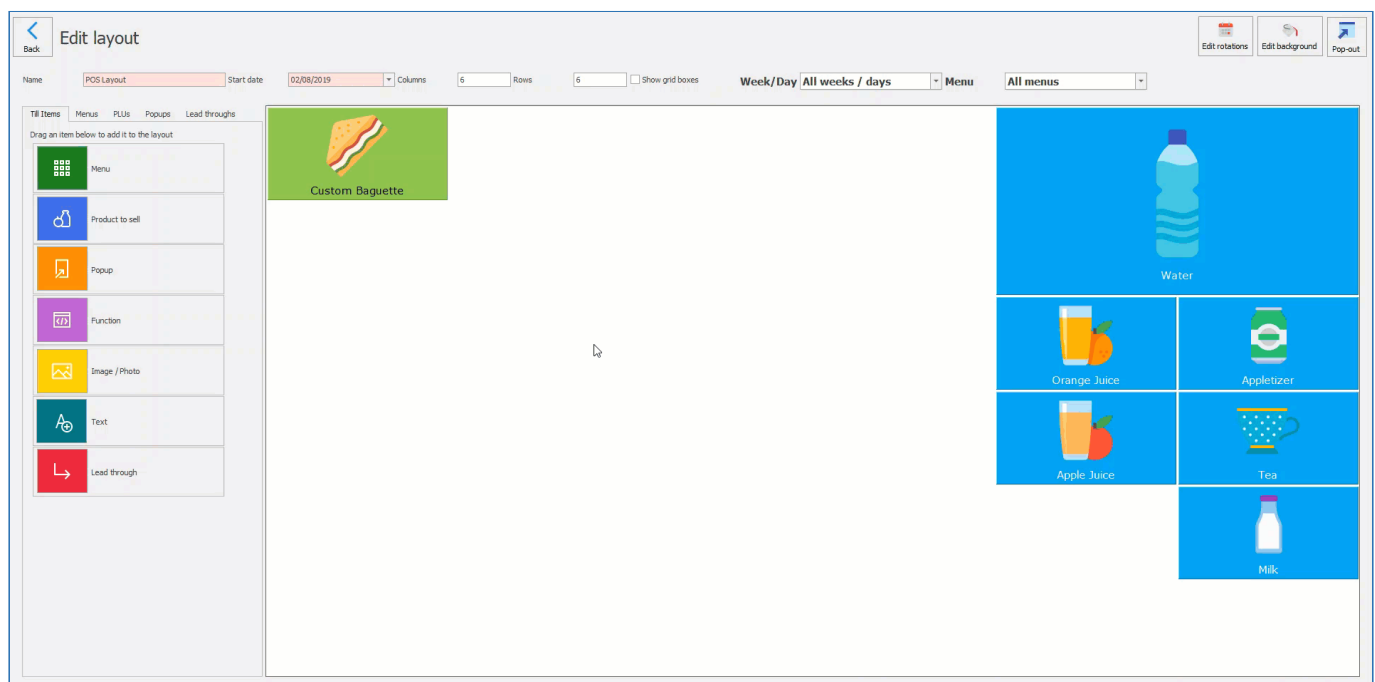 Back
Edit layout
Edit rotations
Edit background
Pop-out
Name POS Layout Start date 02/08/2019 Columns 6 Rows 6 Show grid boxes Week/Day All weeks / days Menu All menus
Till Items Menus PLUs Popups Lead throughs
Drag an item below to add it to the layout
Menu
Product to sell
Popup
Function
Image / Photo
Text
Lead through
Custom Baguette
Water
Orange Juice
Appletizer
Apple Juice
Tea
Milk